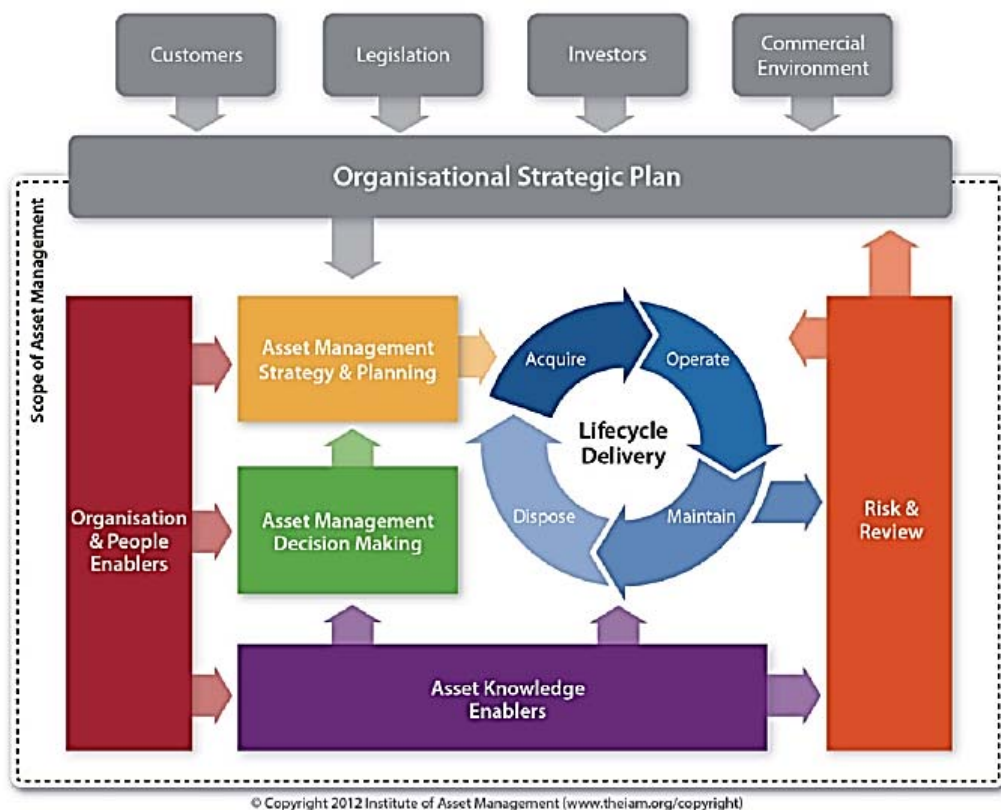 Customers
Legislation
Investors
Commercial
Environment
Organisational Strategic Plan
Scope of Asset Management
Asset Management
Strategy & Planning
Acquire
Operate
Lifecycle
Delivery
Organisation
& People
Enablers
Asset Management
Decision Making
Dispose
Maintain
Risk &
Review
Asset Knowledge
Enablers
© Copyright 2012 Institute of Asset Management (www.theiam.org/copyright)